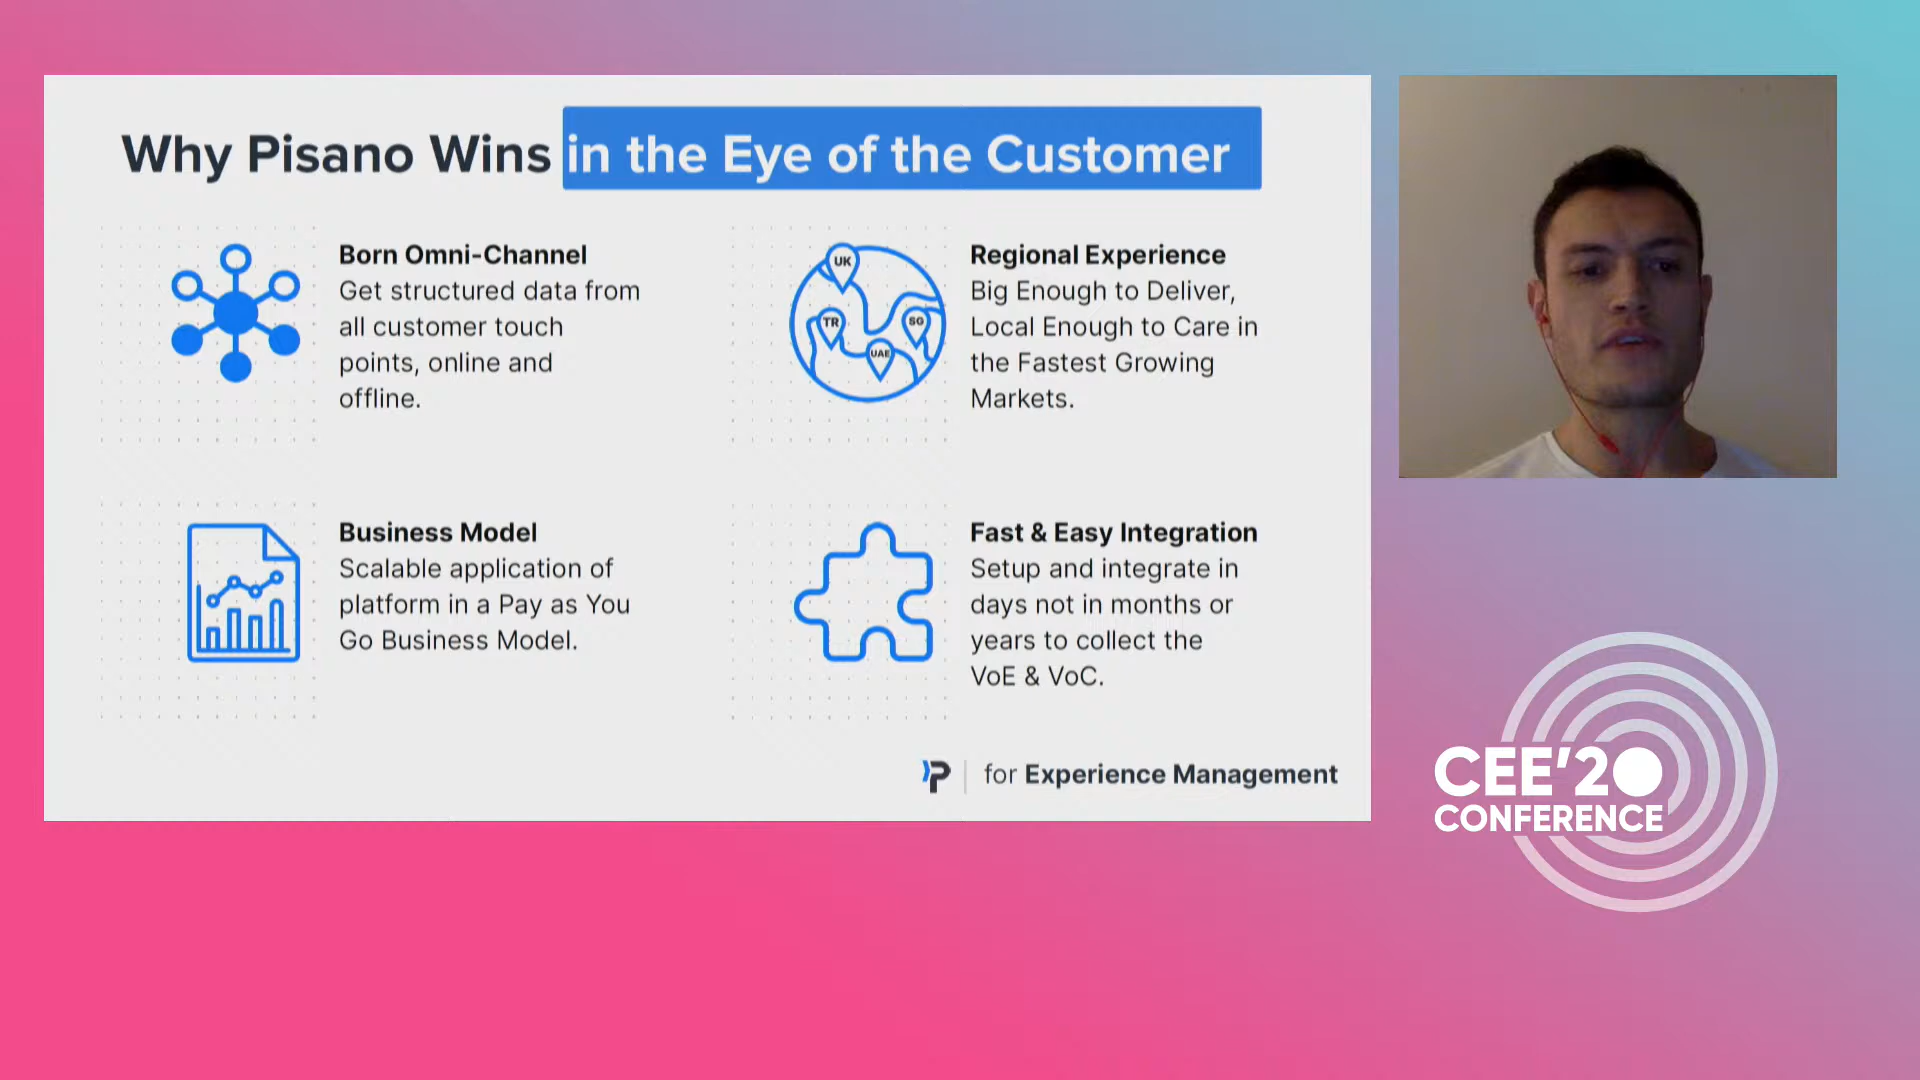 Why Pisano Wins in the Eye of the Customer
Born Omni-Channel
Get structured data from
all customer touch
points, online and
offline.
UK
TR
SG
UAE
Regional Experience
Big Enough to Deliver,
Local Enough to Care in
the Fastest Growing
Markets.
Business Model
Scalable application of
platform in a Pay as You
Go Business Model.
Fast & Easy Integration
Setup and integrate in
days not in months or
years to collect the
VoE & VoC.
P for Experience Management
CEE'20
CONFERENCE